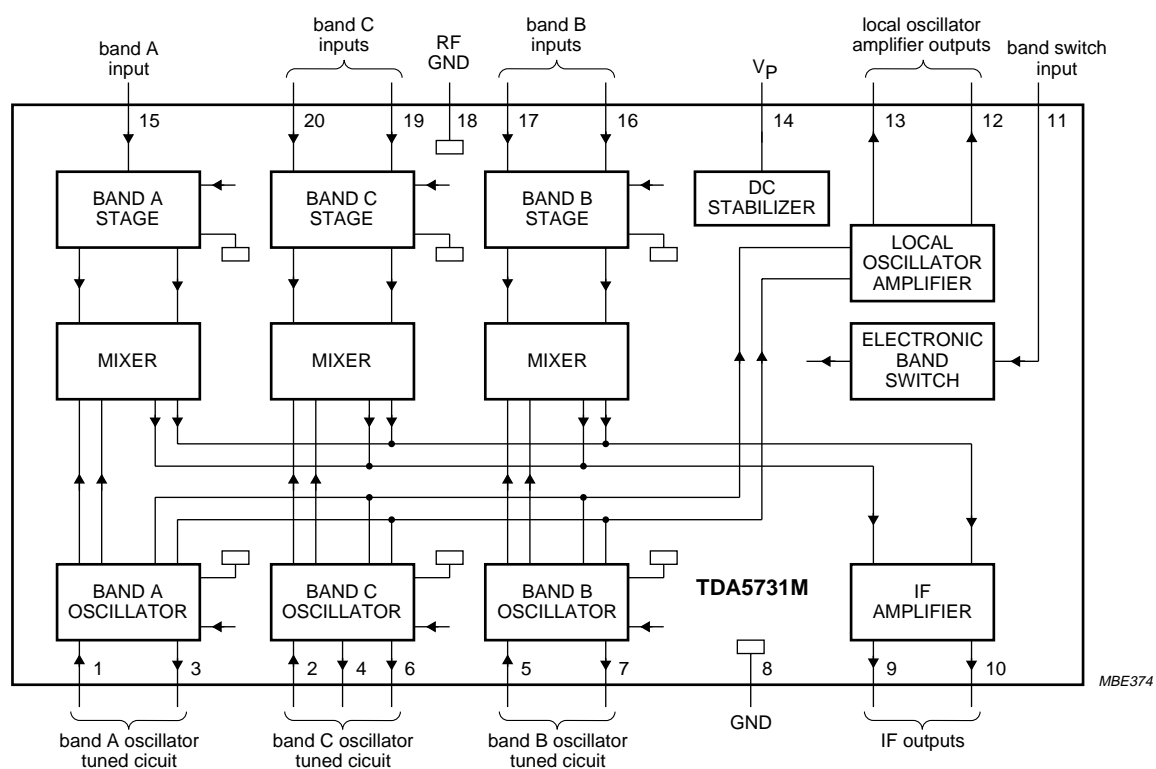 band A
input
band C
inputs
RF
GND
band B
inputs
VP
local oscillator
amplifier outputs
band switch
input
15
20
19
18
17
16
14
13
12
11
BAND A
STAGE
BAND C
STAGE
BAND B
STAGE
DC
STABILIZER
LOCAL
OSCILLATOR
AMPLIFIER
MIXER
MIXER
MIXER
ELECTRONIC
BAND
SWITCH
BAND A
OSCILLATOR
BAND C
OSCILLATOR
BAND B
OSCILLATOR
TDA5731M
IF
AMPLIFIER
1
3
2
4
6
5
7
8
9
10
MBE374
band A oscillator
tuned cicuit
band C oscillator
tuned cicuit
band B oscillator
tuned cicuit
GND
IF outputs